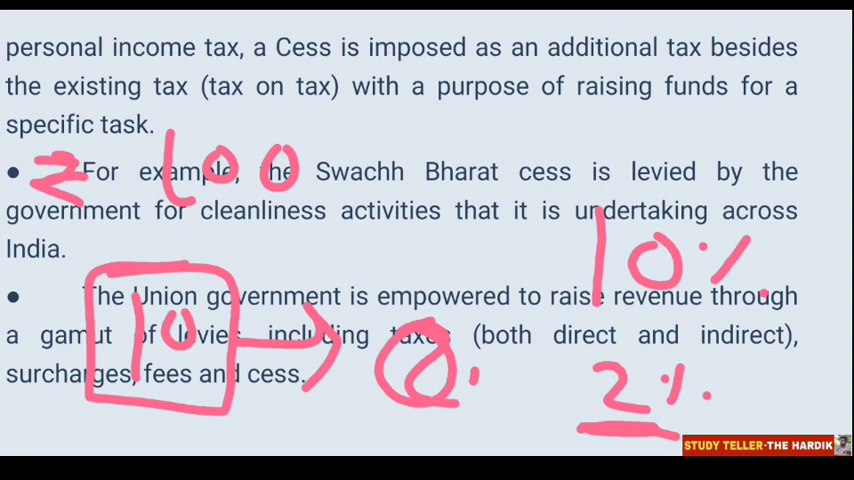 personal income tax, a Cess is imposed as an additional tax besides
the existing tax (tax on tax) with a purpose of raising funds for a
specific task.
● For example, the Swachh Bharat cess is levied by the
100
government for cleanliness activities that it is undertaking across
India.
10%.
● The Union government is empowered to raise revenue through
a gamut of levies, including taxes (both direct and indirect),
10
surcharges, fees and cess.
2%.
STUDY TELLER-THE HARDIK